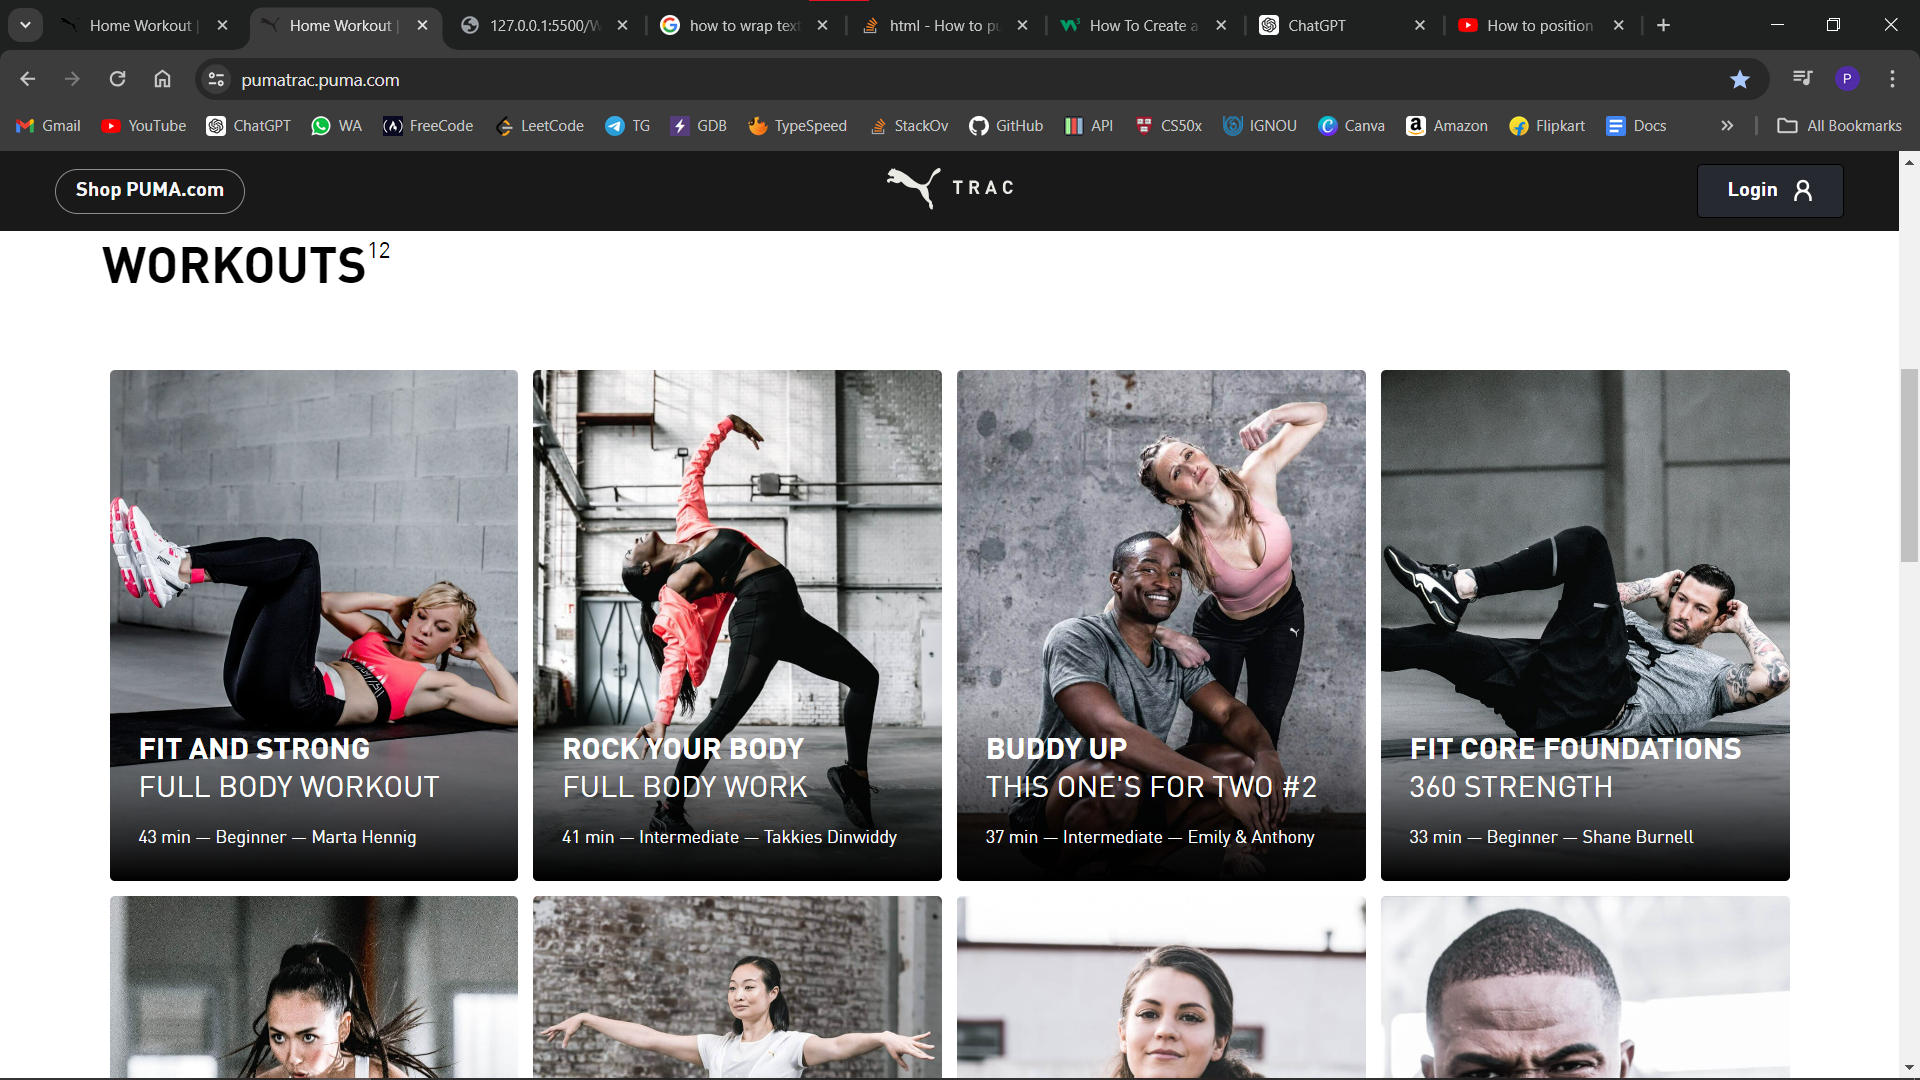 Home Workout |
Home Workout |
127.0.0.1:5500/W
how to wrap text
html - How to pu
How To Create a
ChatGPT
How to position
pumatrac.puma.com
P
Gmail
YouTube
ChatGPT
WA
FreeCode
LeetCode
TG
GDB
TypeSpeed
StackOv
GitHub
API
CS50x
IGNOU
Canva
Amazon
Flipkart
Docs
All Bookmarks
Shop PUMA.com
TRAC
Login
WORKOUTS 12
FIT AND STRONG
FULL BODY WORKOUT
43 min — Beginner — Marta Hennig
ROCK YOUR BODY
FULL BODY WORK
41 min — Intermediate — Takkies Dinwiddy
BUDDY UP
THIS ONE'S FOR TWO #2
37 min — Intermediate — Emily & Anthony
FIT CORE FOUNDATIONS
360 STRENGTH
33 min — Beginner — Shane Burnell